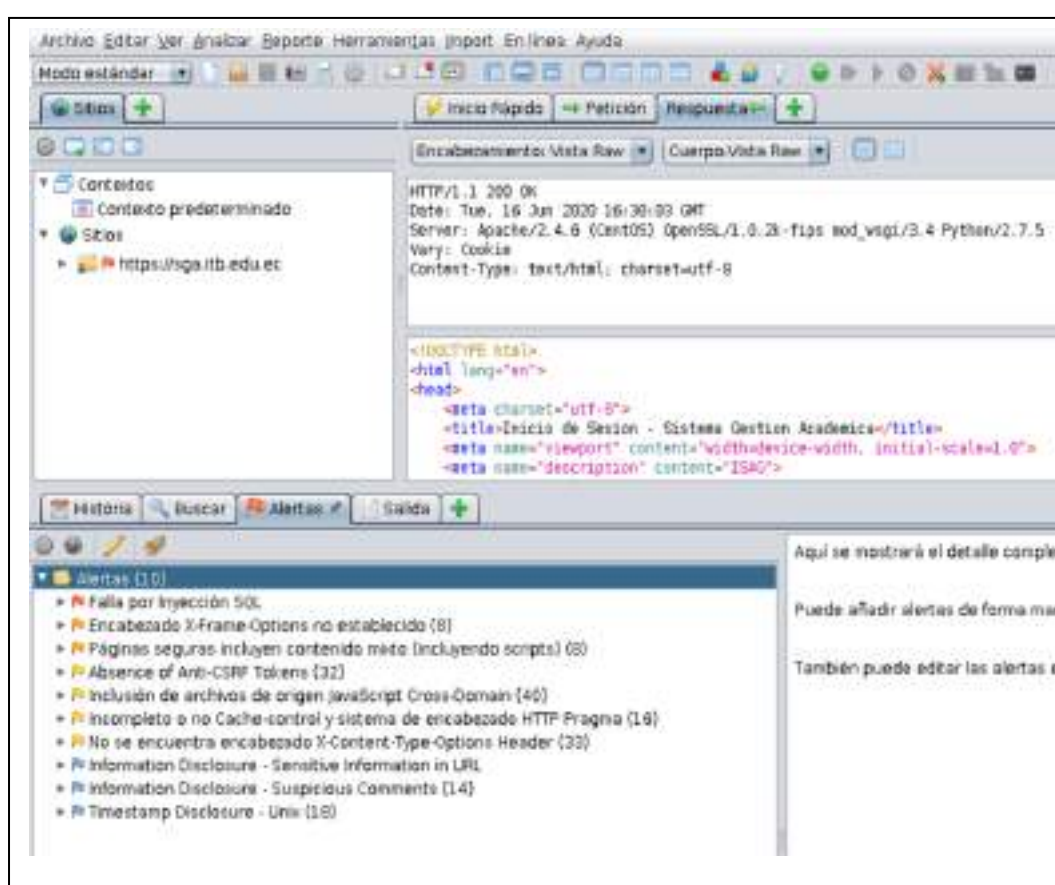 Archivo Editar Ver Analizar Reporte Herramientas Import En línea Ayuda
Modo estándar
Sitios
Inicio Rápido Petición Respuesta
Encabezamiento: Vista Raw Cuerpo: Vista Raw
Contextos
Contexto predeterminado
Sitios
https://sga.itb.edu.ec
HTTP/1.1 200 OK
Date: Tue, 16 Jun 2020 16:30:03 GMT
Server: Apache/2.4.6 (CentOS) OpenSSL/1.0.2k-fips mod_wsgi/3.4 Python/2.7.5
Vary: Cookie
Content-Type: text/html; charset=utf-8
<!DOCTYPE html>
<html lang="en">
<head>
<meta charset="utf-8">
<title>Inicio de Sesion - Sistema Gestion Academica</title>
<meta name="viewport" content="width=device-width, initial-scale=1.0">
<meta name="description" content="ISAG">
Historia Buscar Alertas Salida
Alertas (10)
Falla por Inyección SQL
Encabezado X-Frame-Options no establecido (8)
Páginas seguras incluyen contenido mixto (incluyendo scripts) (8)
Absence of Anti-CSRF Tokens (32)
Inclusión de archivos de origen JavaScript Cross-Domain (40)
Incompleto o no Cache-control y sistema de encabezado HTTP Pragma (16)
No se encuentra encabezado X-Content-Type-Options Header (33)
Information Disclosure - Sensitive Information in URL
Information Disclosure - Suspicious Comments (14)
Timestamp Disclosure - Unix (18)
Aquí se mostrará el detalle comple
Puede añadir alertas de forma ma
También puede editar las alertas